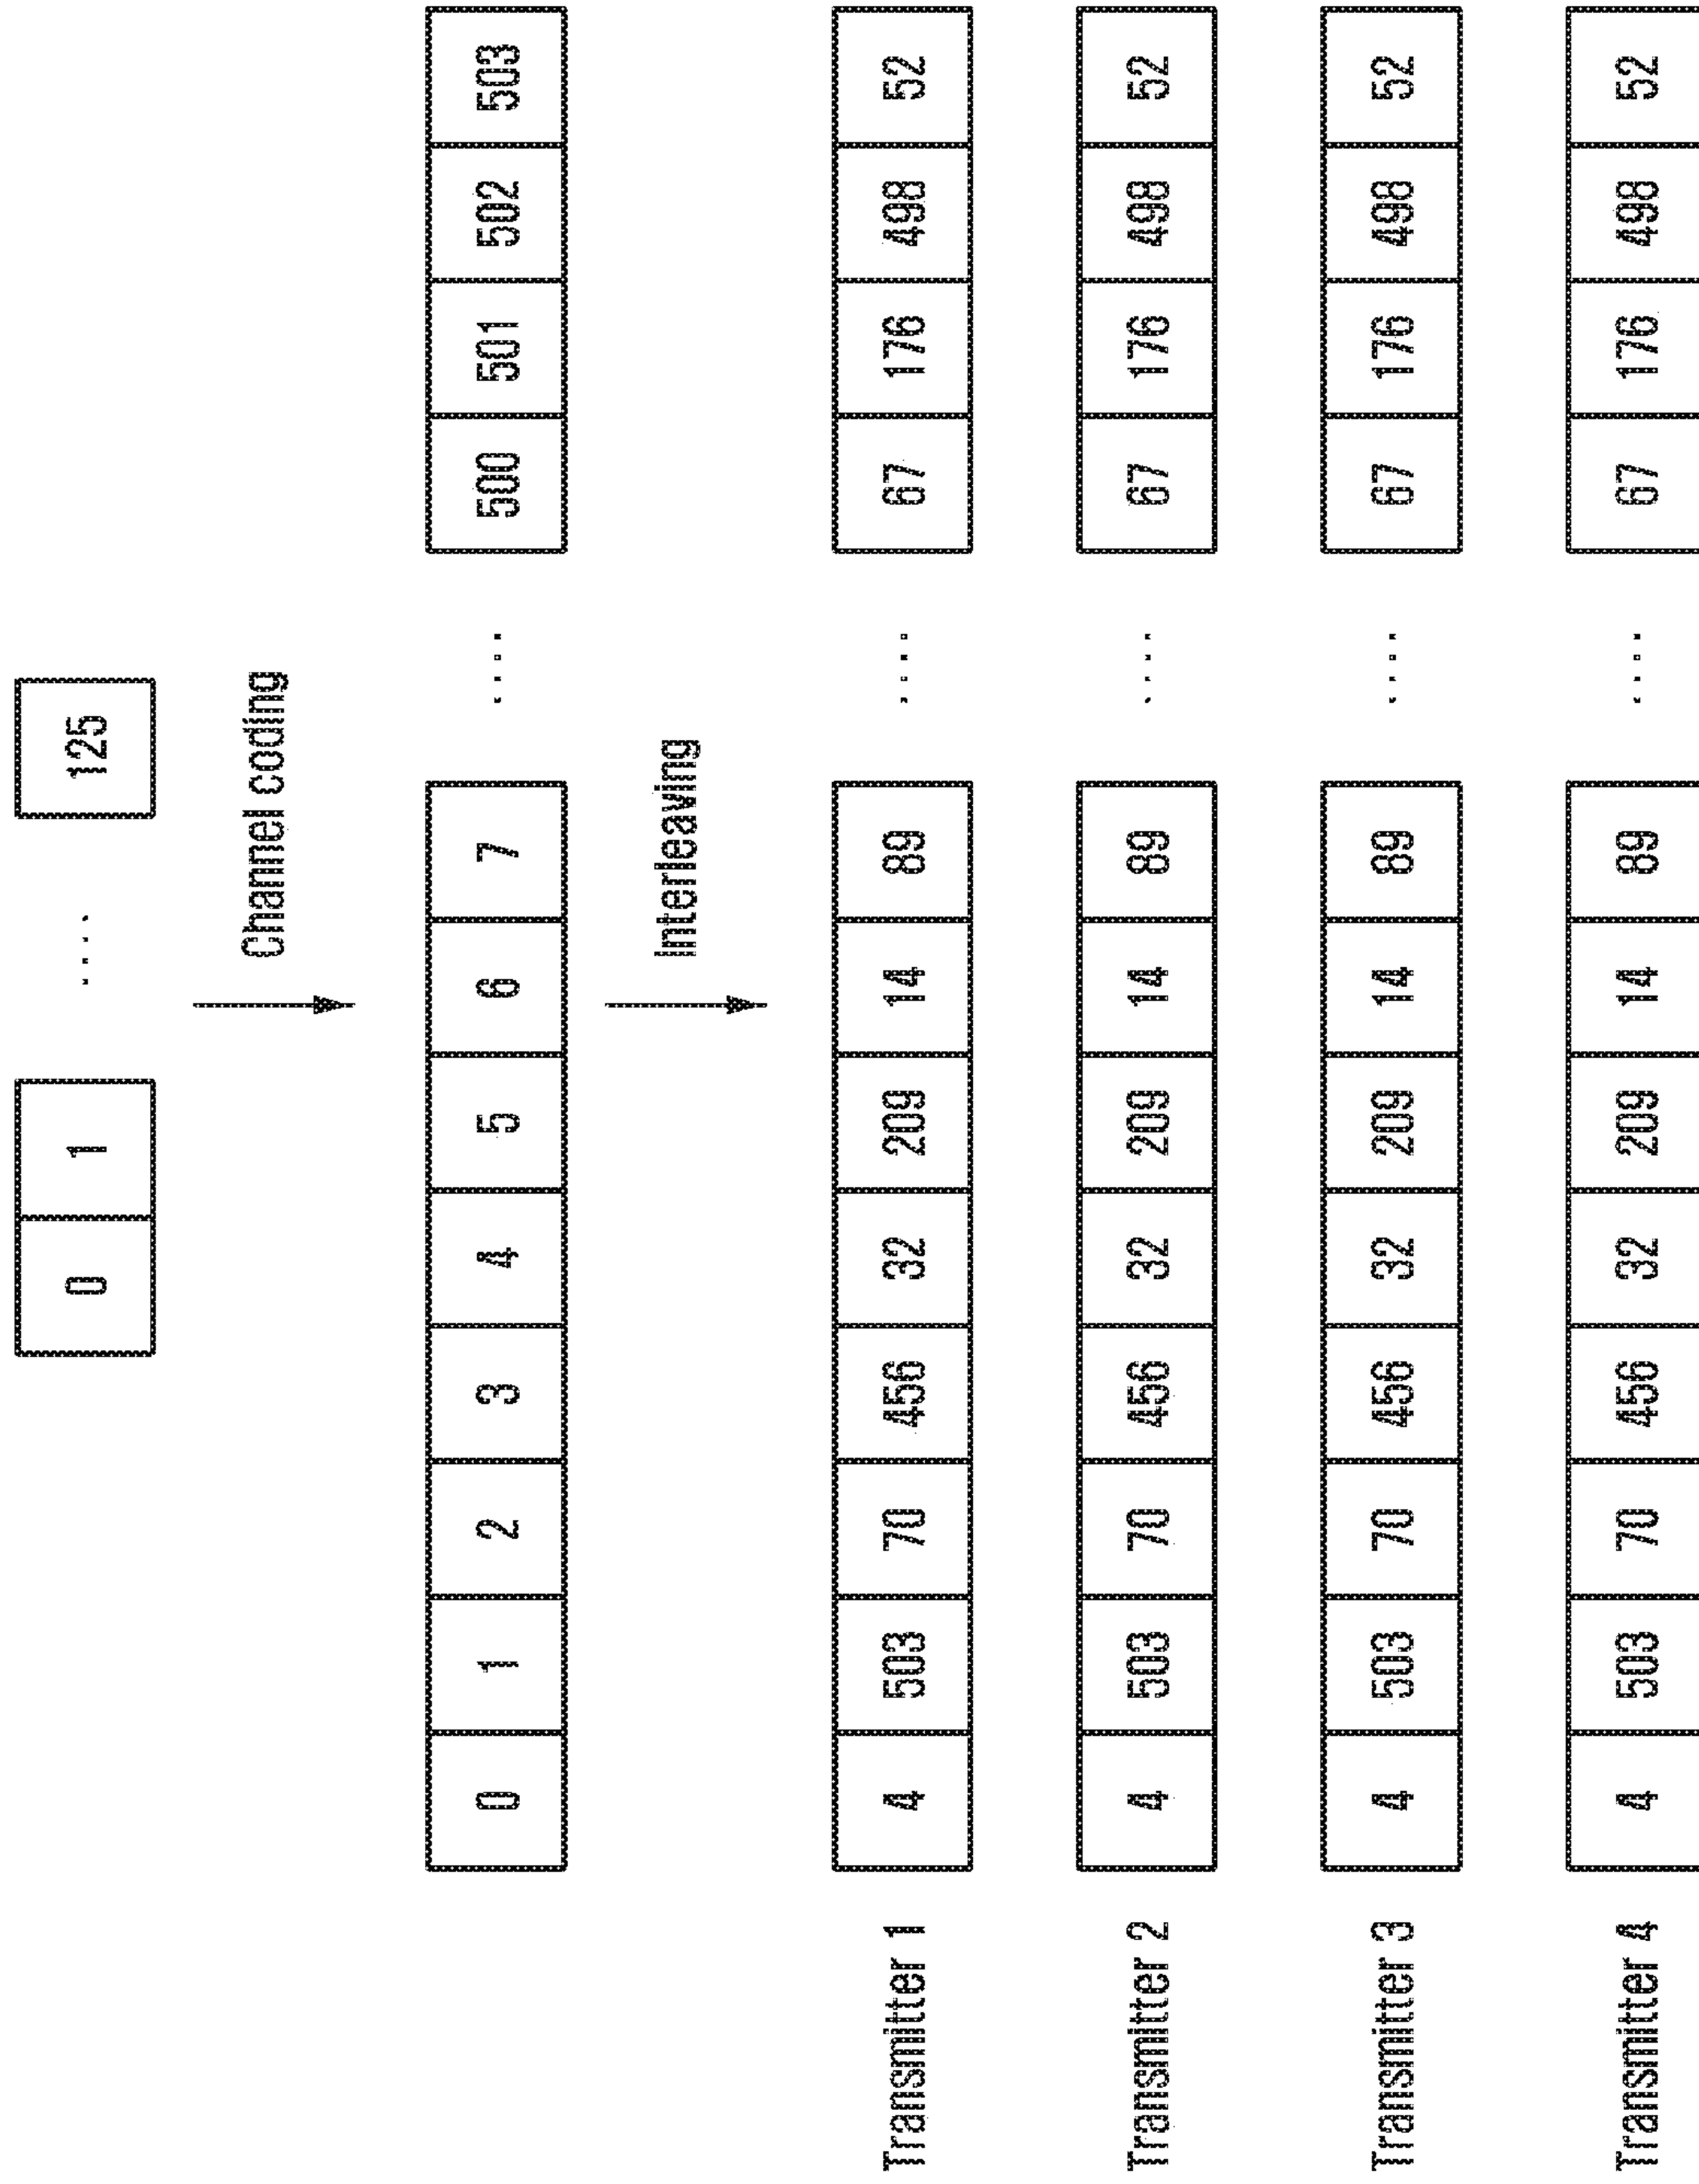 0 1 .... 125
Channel coding
0 1 2 3 4 5 6 7 .... 500 501 502 503
Interleaving
Transmitter 1 4 503 70 456 32 209 14 89 .... 67 176 498 52
Transmitter 2 4 503 70 456 32 209 14 89 .... 67 176 498 52
Transmitter 3 4 503 70 456 32 209 14 89 .... 67 176 498 52
Transmitter 4 4 503 70 456 32 209 14 89 .... 67 176 498 52